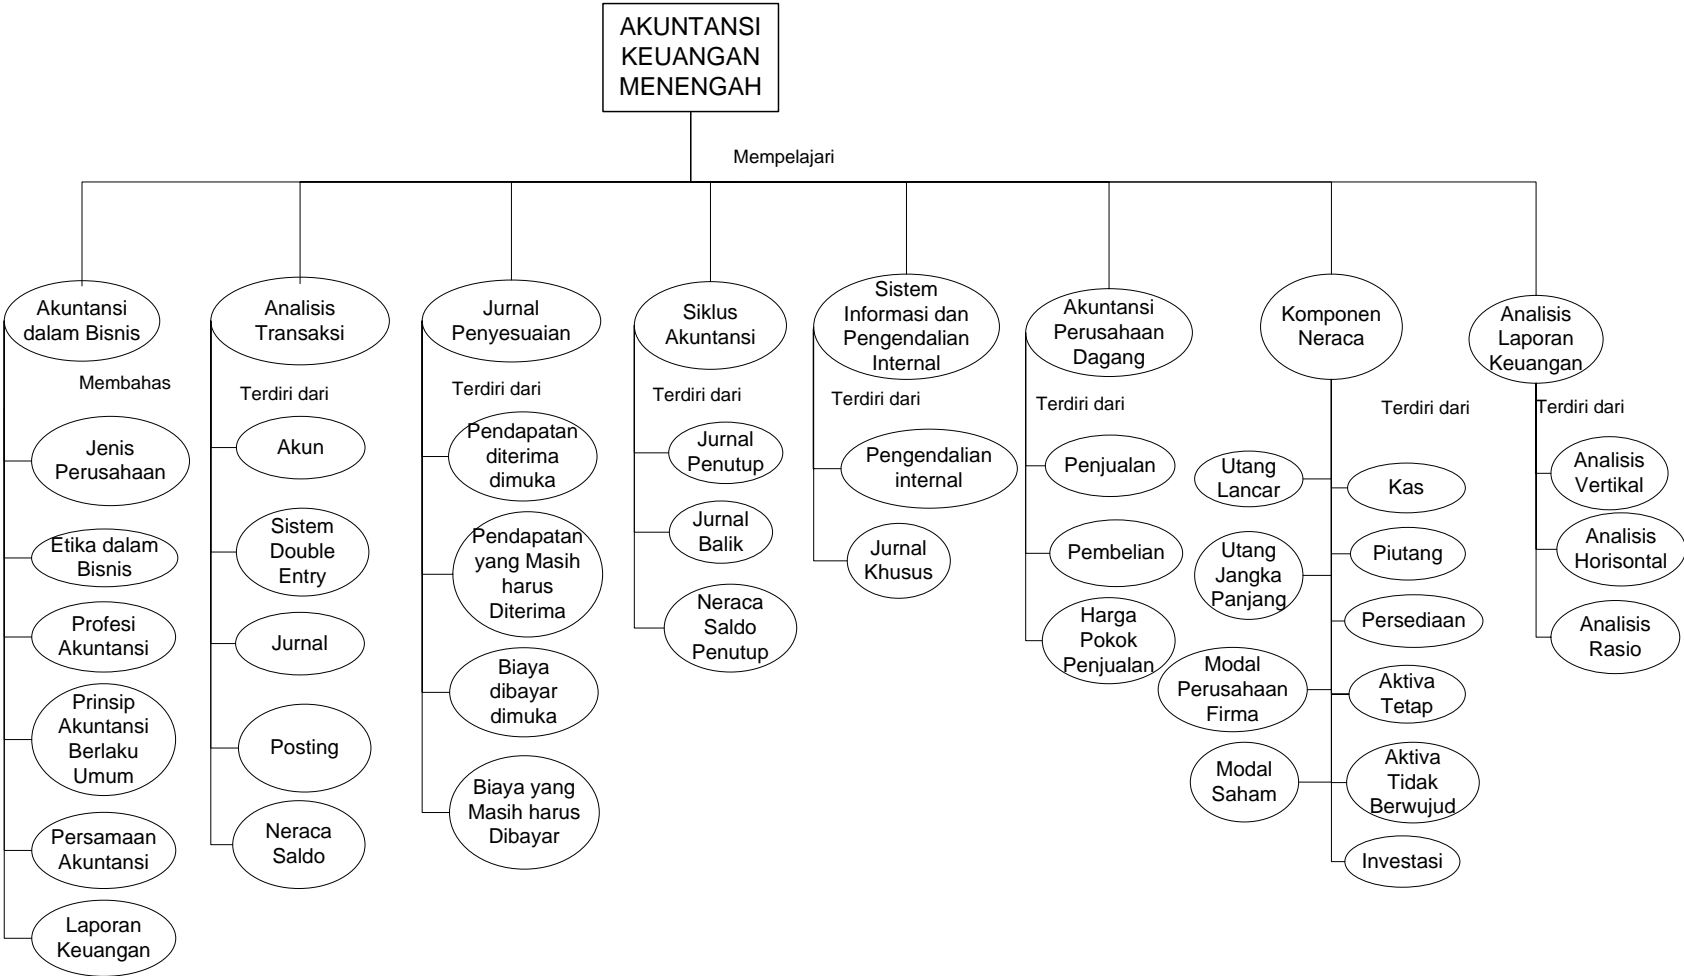 AKUNTANSI
KEUANGAN
MENENGAH
Mempelajari
Akuntansi
dalam Bisnis
Membahas
Jenis
Perusahaan
Etika dalam
Bisnis
Profesi
Akuntansi
Prinsip
Akuntansi
Berlaku
Umum
Persamaan
Akuntansi
Laporan
Keuangan
Analisis
Transaksi
Terdiri dari
Akun
Sistem
Double
Entry
Jurnal
Posting
Neraca
Saldo
Jurnal
Penyesuaian
Terdiri dari
Pendapatan
diterima
dimuka
Pendapatan
yang Masih
harus
Diterima
Biaya
dibayar
dimuka
Biaya yang
Masih harus
Dibayar
Siklus
Akuntansi
Terdiri dari
Jurnal
Penutup
Jurnal
Balik
Neraca
Saldo
Penutup
Sistem
Informasi dan
Pengendalian
Internal
Terdiri dari
Pengendalian
internal
Jurnal
Khusus
Akuntansi
Perusahaan
Dagang
Terdiri dari
Penjualan
Pembelian
Harga
Pokok
Penjualan
Komponen
Neraca
Terdiri dari
Utang
Lancar
Utang
Jangka
Panjang
Modal
Perusahaan
Firma
Modal
Saham
Kas
Piutang
Persediaan
Aktiva
Tetap
Aktiva
Tidak
Berwujud
Investasi
Analisis
Laporan
Keuangan
Terdiri dari
Analisis
Vertikal
Analisis
Horisontal
Analisis
Rasio